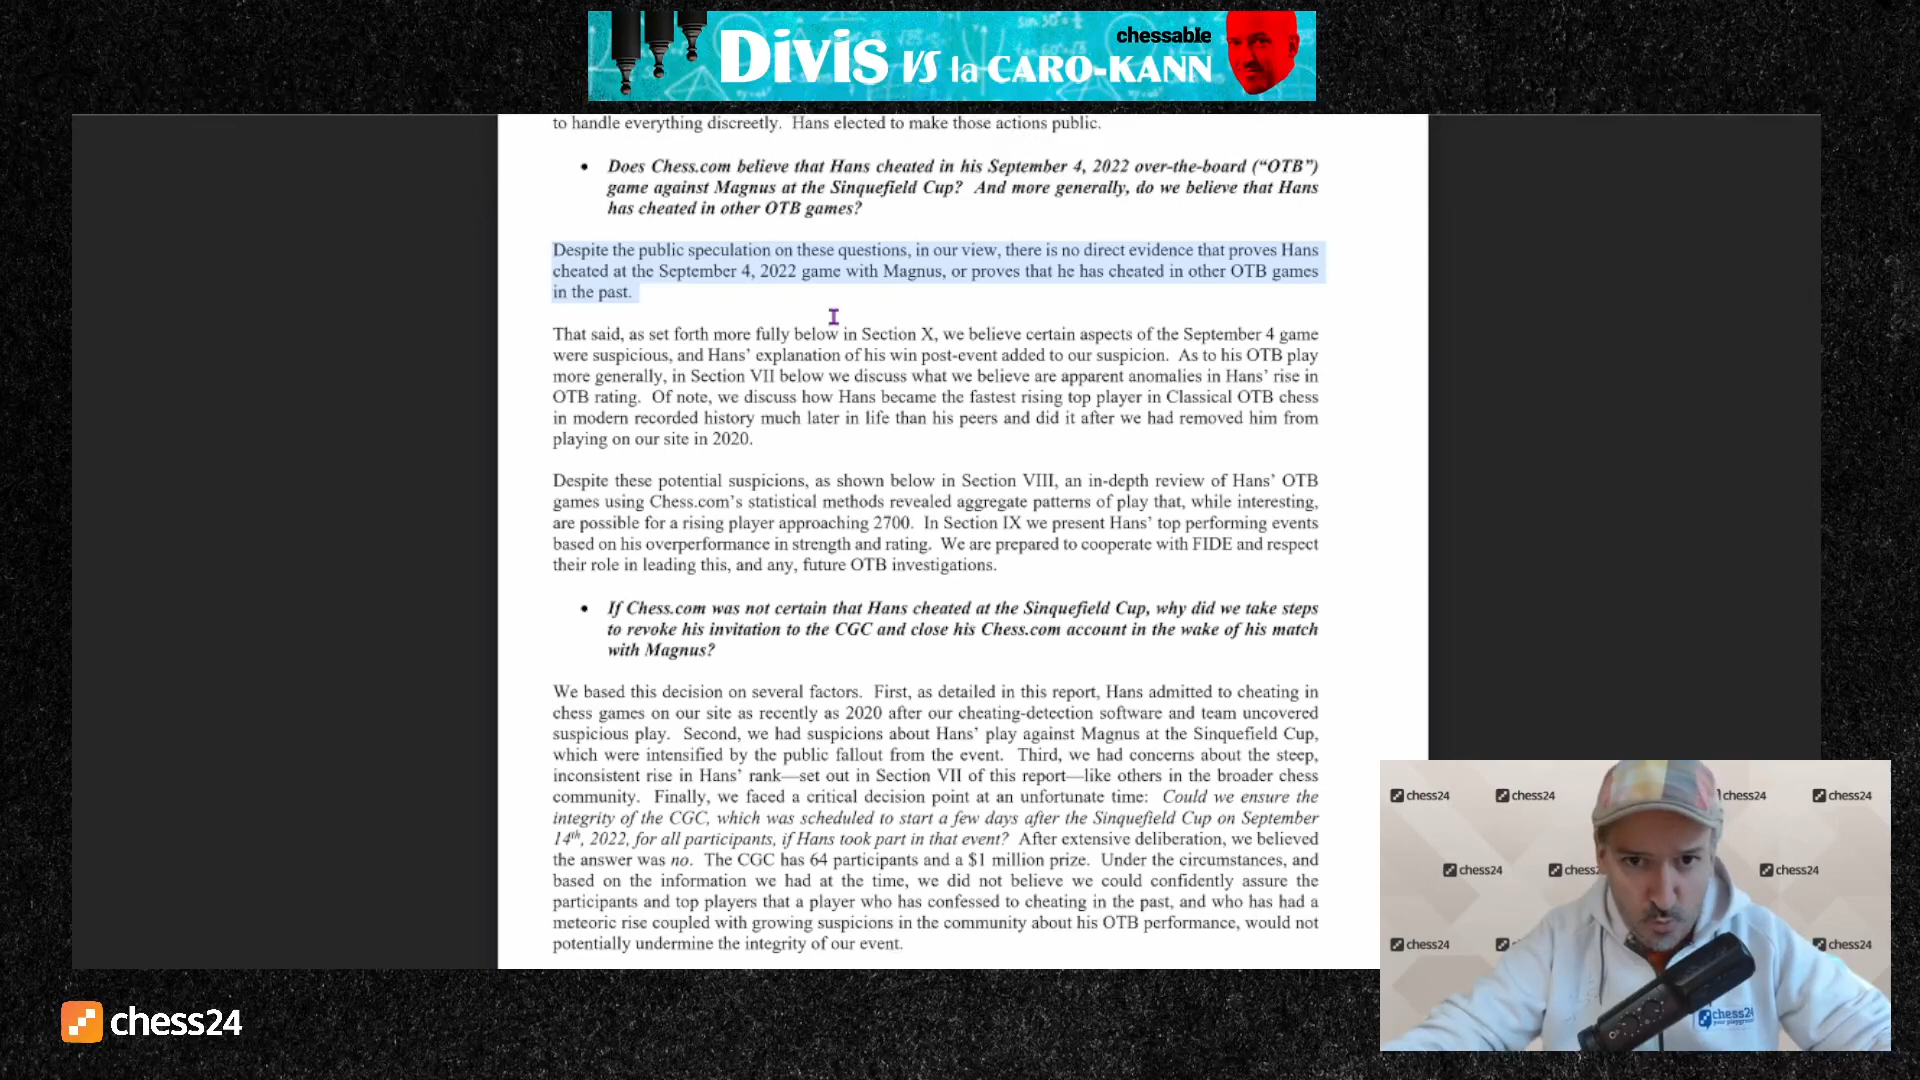 sin 30° = 1/2
chessable
Divis VS la CARO-KANN
to handle everything discreetly. Hans elected to make those actions public.
• Does Chess.com believe that Hans cheated in his September 4, 2022 over-the-board (“OTB”)
game against Magnus at the Sinquefield Cup? And more generally, do we believe that Hans
has cheated in other OTB games?
Despite the public speculation on these questions, in our view, there is no direct evidence that proves Hans
cheated at the September 4, 2022 game with Magnus, or proves that he has cheated in other OTB games
in the past.
That said, as set forth more fully below in Section X, we believe certain aspects of the September 4 game
were suspicious, and Hans’ explanation of his win post-event added to our suspicion. As to his OTB play
more generally, in Section VII below we discuss what we believe are apparent anomalies in Hans’ rise in
OTB rating. Of note, we discuss how Hans became the fastest rising top player in Classical OTB chess
in modern recorded history much later in life than his peers and did it after we had removed him from
playing on our site in 2020.
Despite these potential suspicions, as shown below in Section VIII, an in-depth review of Hans’ OTB
games using Chess.com’s statistical methods revealed aggregate patterns of play that, while interesting,
are possible for a rising player approaching 2700. In Section IX we present Hans’ top performing events
based on his overperformance in strength and rating. We are prepared to cooperate with FIDE and respect
their role in leading this, and any, future OTB investigations.
• If Chess.com was not certain that Hans cheated at the Sinquefield Cup, why did we take steps
to revoke his invitation to the CGC and close his Chess.com account in the wake of his match
with Magnus?
We based this decision on several factors. First, as detailed in this report, Hans admitted to cheating in
chess games on our site as recently as 2020 after our cheating-detection software and team uncovered
suspicious play. Second, we had suspicions about Hans’ play against Magnus at the Sinquefield Cup,
which were intensified by the public fallout from the event. Third, we had concerns about the steep,
inconsistent rise in Hans’ rank—set out in Section VII of this report—like others in the broader chess
community. Finally, we faced a critical decision point at an unfortunate time: Could we ensure the
integrity of the CGC, which was scheduled to start a few days after the Sinquefield Cup on September
14th, 2022, for all participants, if Hans took part in that event? After extensive deliberation, we believed
the answer was no. The CGC has 64 participants and a $1 million prize. Under the circumstances, and
based on the information we had at the time, we did not believe we could confidently assure the
participants and top players that a player who has confessed to cheating in the past, and who has had a
meteoric rise coupled with growing suspicions in the community about his OTB performance, would not
potentially undermine the integrity of our event.
chess24 chess24 chess24 chess24
chess24 chess2 chess24
chess24 chess24
chess24
your playground
chess24